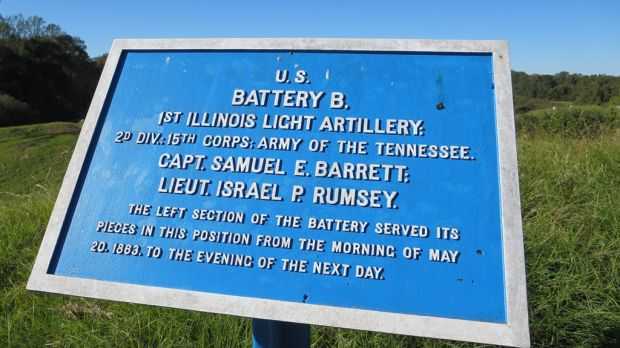 U.S.
BATTERY B.
1ST ILLINOIS LIGHT ARTILLERY;
2D DIV.: 15TH CORPS; ARMY OF THE TENNESSEE.
CAPT. SAMUEL E. BARRETT;
LIEUT. ISRAEL P. RUMSEY.
THE LEFT SECTION OF THE BATTERY SERVED ITS
PIECES IN THIS POSITION FROM THE MORNING OF MAY
20. 1863. TO THE EVENING OF THE NEXT DAY.